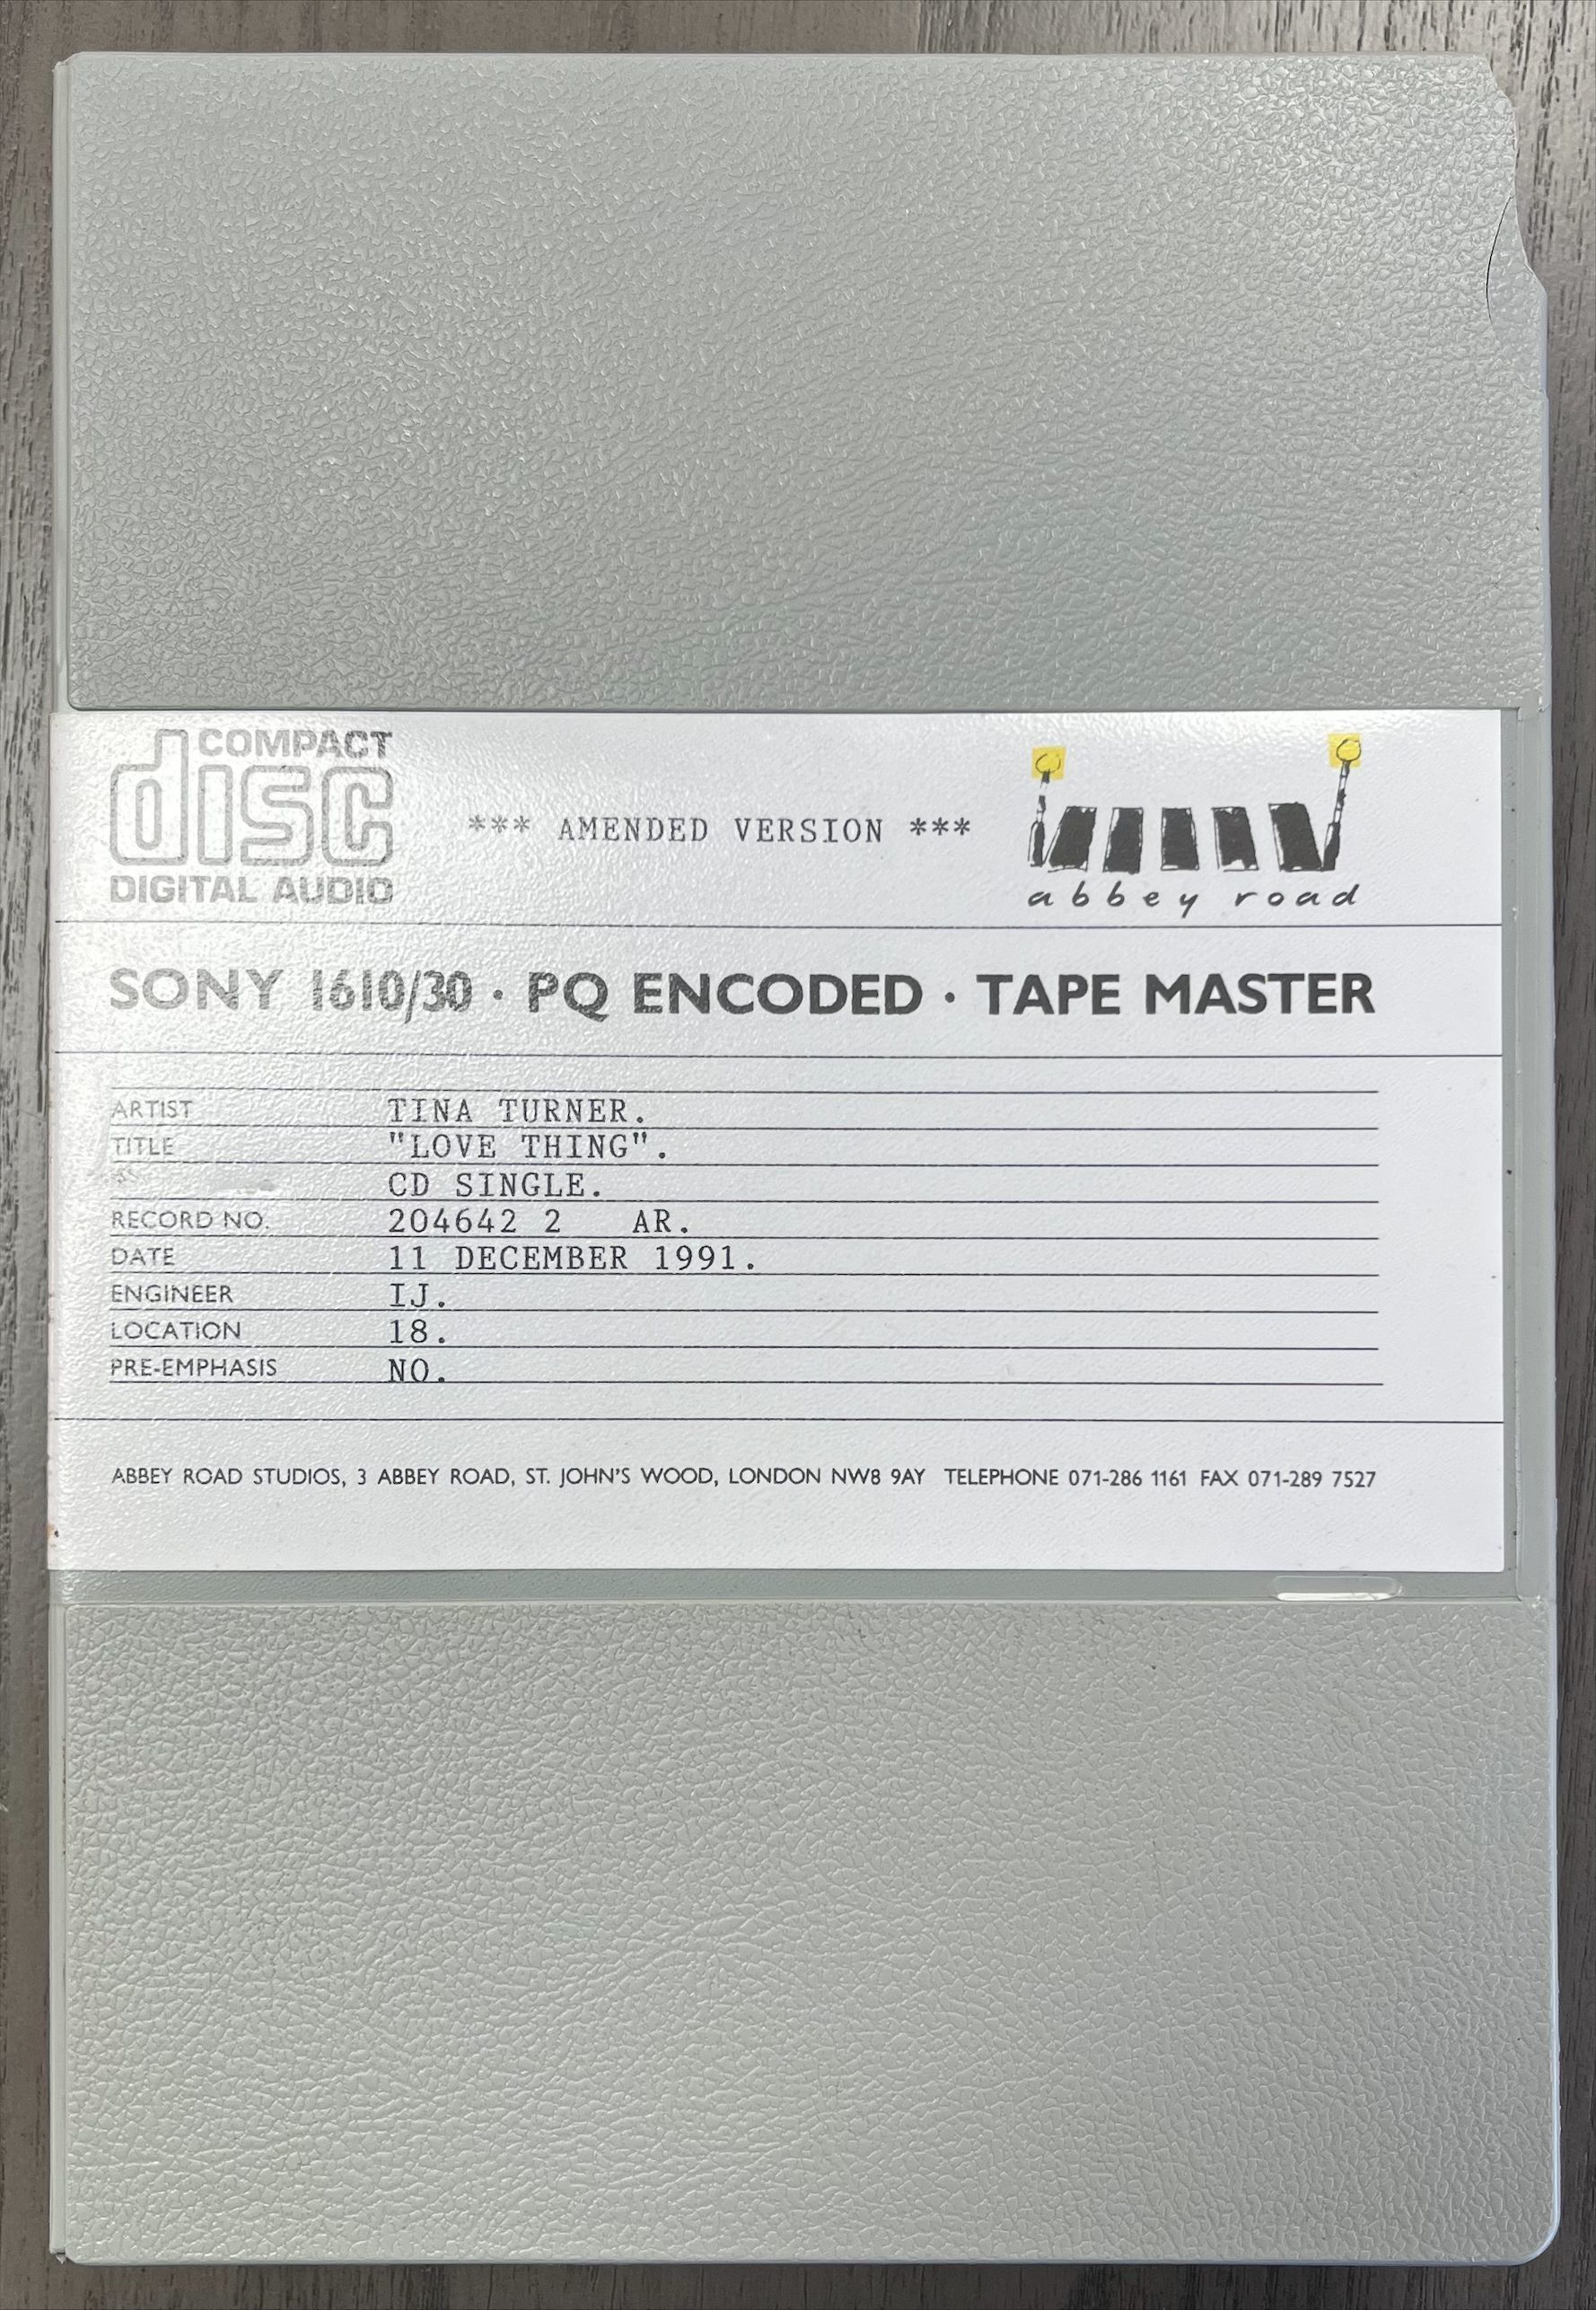 COMPACT
disc
DIGITAL AUDIO
*** AMENDED VERSION ***
abbey road
SONY 1610/30 · PQ ENCODED · TAPE MASTER
ARTIST TINA TURNER.
TITLE "LOVE THING".
CD SINGLE.
RECORD NO. 204642 2 AR.
DATE 11 DECEMBER 1991.
ENGINEER IJ.
LOCATION 18.
PRE-EMPHASIS NO.
ABBEY ROAD STUDIOS, 3 ABBEY ROAD, ST. JOHN'S WOOD, LONDON NW8 9AY TELEPHONE 071-286 1161 FAX 071-289 7527